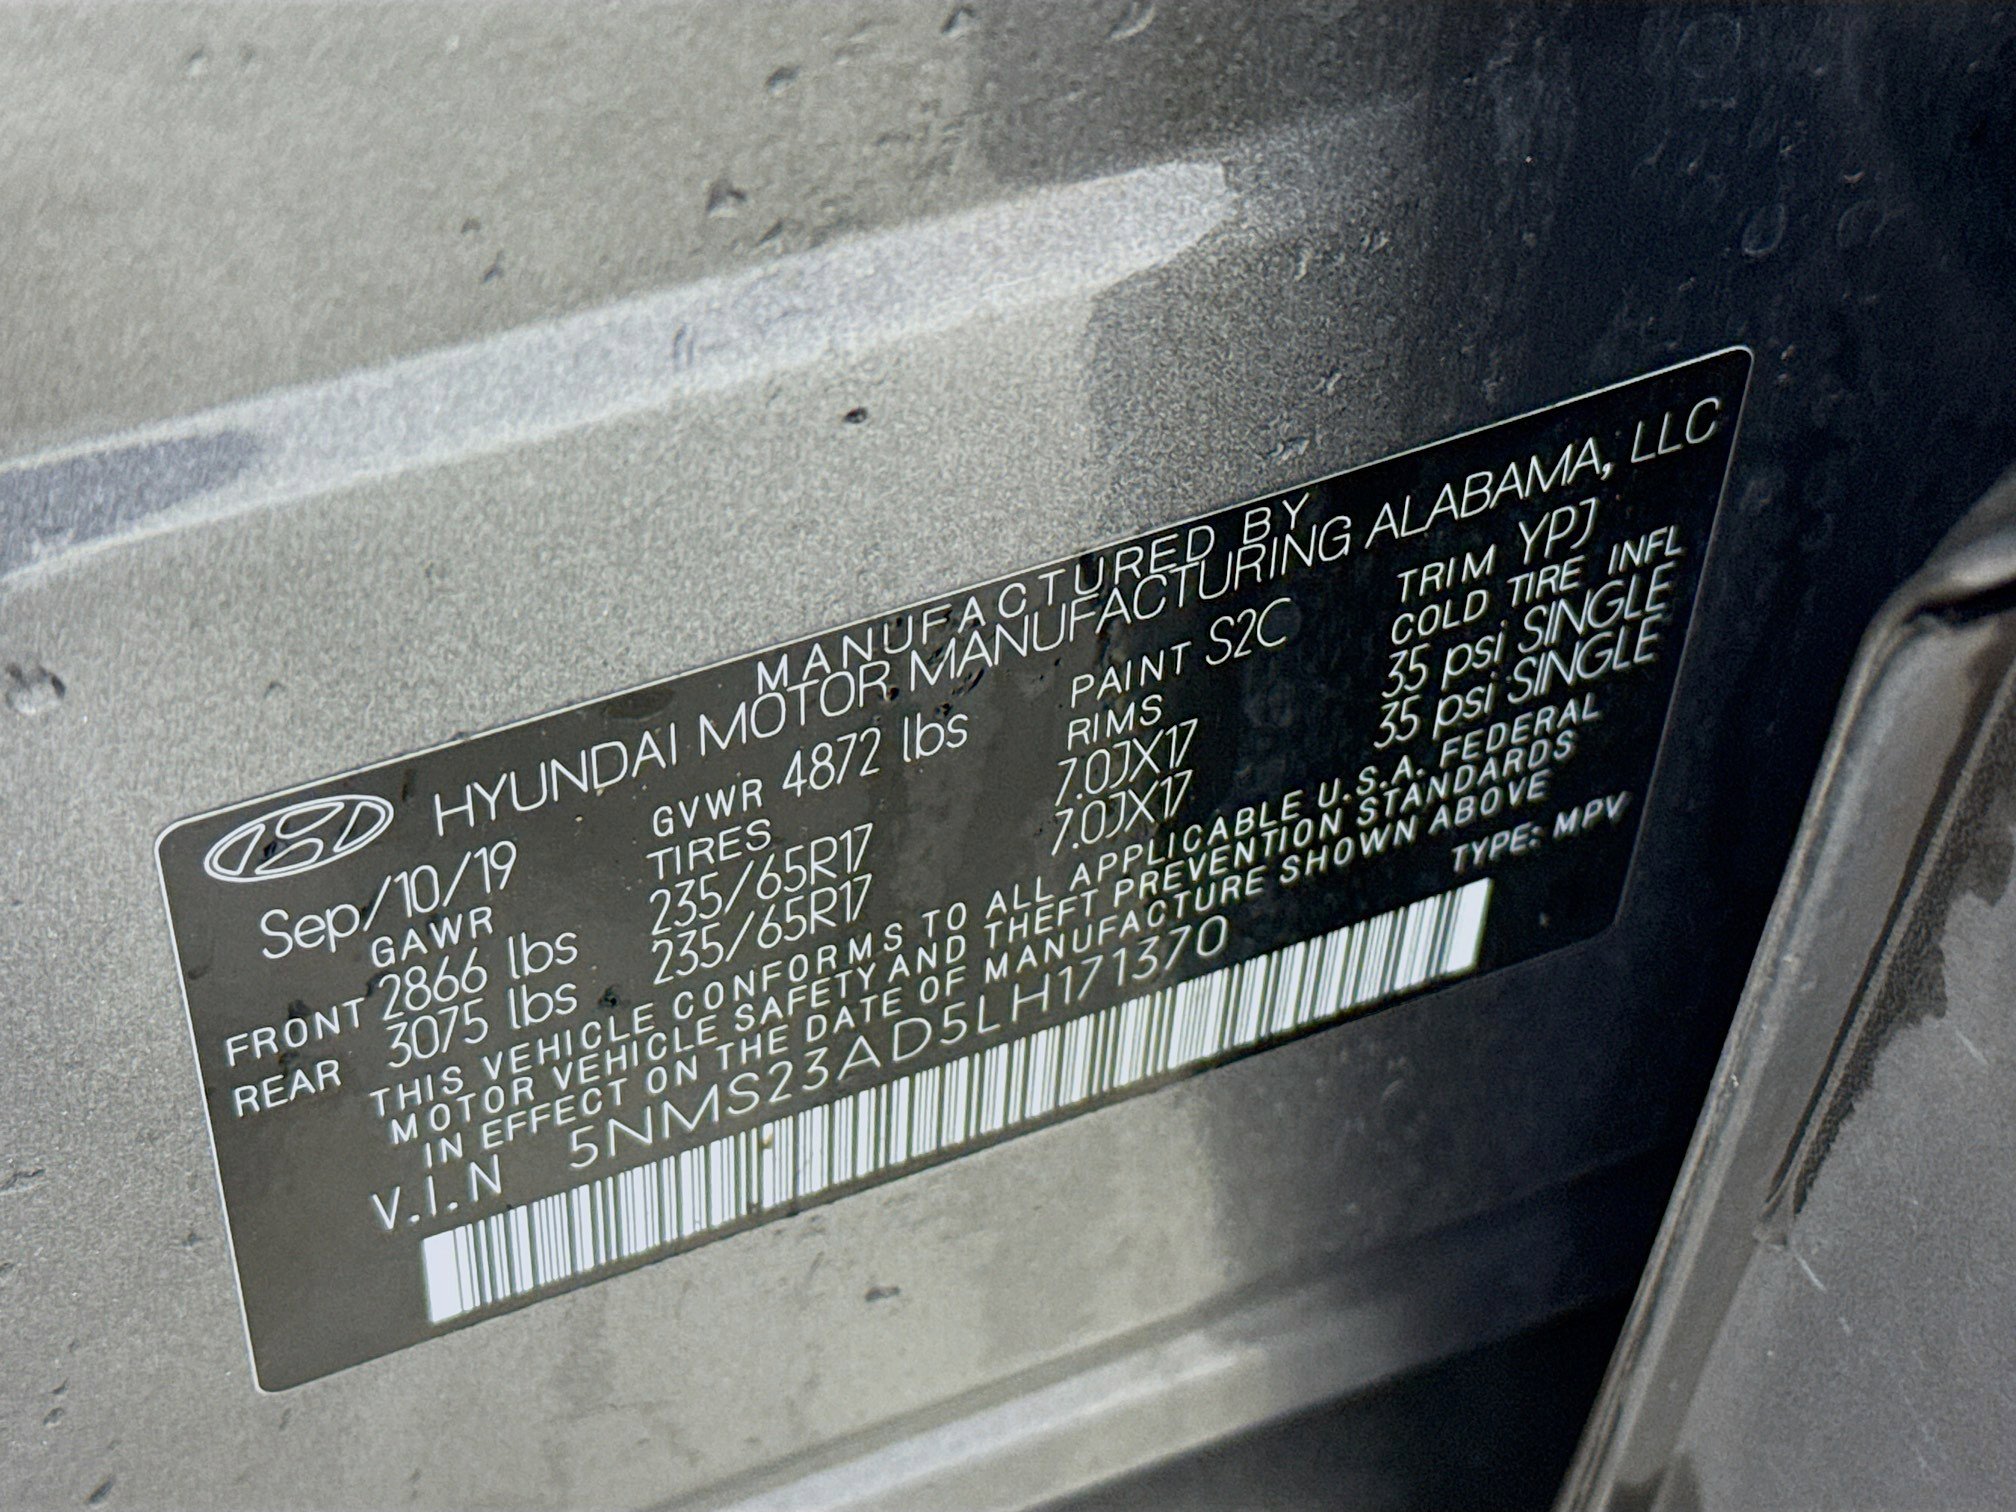 MANUFACTURED BY
HYUNDAI MOTOR MANUFACTURING ALABAMA, LLC
Sep/10/19 GVWR 4872 lbs PAINT S2C TRIM YPJ
GAWR TIRES RIMS COLD TIRE INFL
FRONT 2866 lbs 235/65R17 7.0JX17 35 psi SINGLE
REAR 3075 lbs 235/65R17 7.0JX17 35 psi SINGLE
THIS VEHICLE CONFORMS TO ALL APPLICABLE U.S.A. FEDERAL
MOTOR VEHICLE SAFETY AND THEFT PREVENTION STANDARDS
IN EFFECT ON THE DATE OF MANUFACTURE SHOWN ABOVE
V.I.N 5NMS23AD5LH171370 TYPE: MPV